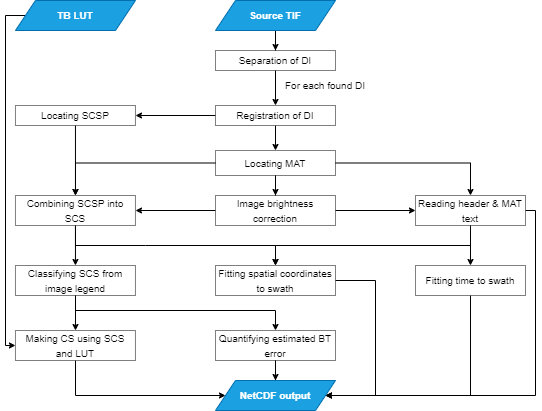 TB LUT
Source TIF
Separation of DI
For each found DI
Locating SCSP
Registration of DI
Locating MAT
Combining SCSP into
SCS
Image brightness
correction
Reading header & MAT
text
Classifying SCS from
image legend
Fitting spatial coordinates
to swath
Fitting time to swath
Making CS using SCS
and LUT
Quantifying estimated BT
error
NetCDF output